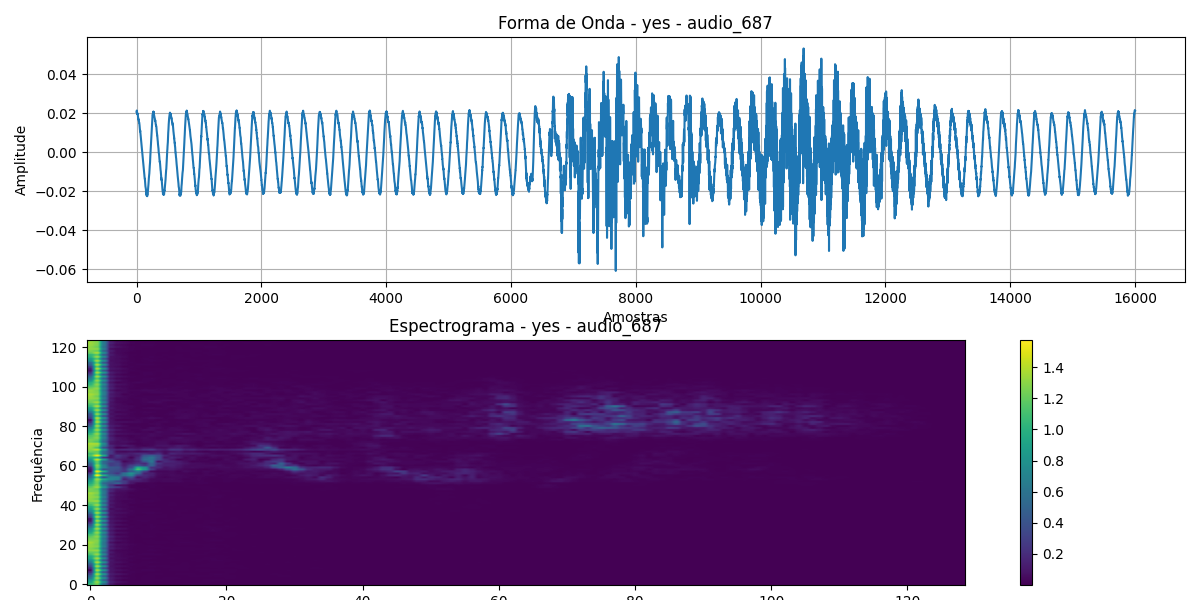 Forma de Onda - yes - audio_687
Amplitude
0.04
0.02
0.00
−0.02
−0.04
−0.06
0 2000 4000 6000 8000 10000 12000 14000 16000
Amostras
Espectrograma - yes - audio_687
Frequência
120
100
80
60
40
20
0
0 20 40 60 80 100 120
1.4
1.2
1.0
0.8
0.6
0.4
0.2